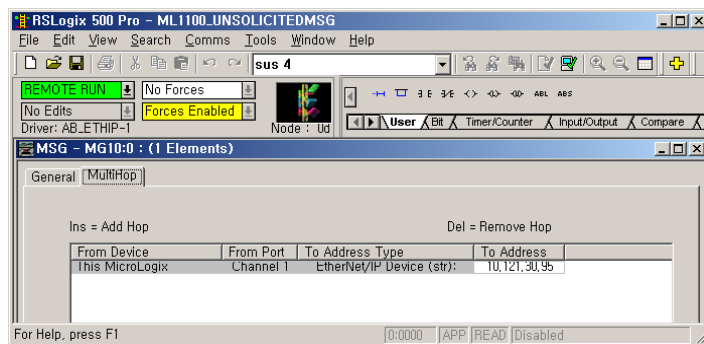 RSLogix 500 Pro - ML1100_UNSOLICITEDMSG
File Edit View Search Comms Tools Window Help
sus 4
REMOTE RUN No Forces
No Edits Forces Enabled
Driver: AB_ETHIP-1 Node : Ud
ABL ABS
User Bit Timer/Counter Input/Output Compare
MSG - MG10:0 : (1 Elements)
General MultiHop
Ins = Add Hop Del = Remove Hop
From Device From Port To Address Type To Address
This MicroLogix Channel 1 EtherNet/IP Device (str): 10,121,30,95
For Help, press F1 0:0000 APP READ Disabled